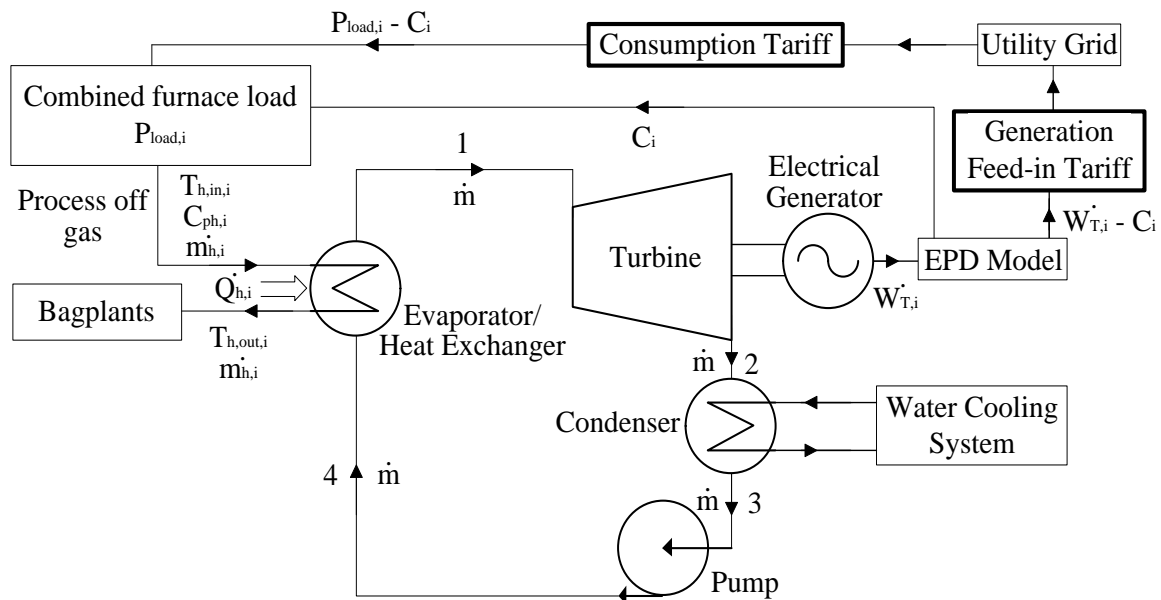 P_load,i - C_i
Consumption Tariff
Utility Grid
Combined furnace load
P_load,i
C_i
Generation
Feed-in Tariff
1
ṁ
Electrical
Generator
Process off
gas
T_h,in,i
C_ph,i
ṁ_h,i
Ẇ_T,i - C_i
Turbine
EPD Model
Q̇_h,i
Ẇ_T,i
Bagplants
Evaporator/
Heat Exchanger
T_h,out,i
ṁ_h,i
ṁ
2
Condenser
Water Cooling
System
4
ṁ
ṁ
3
Pump